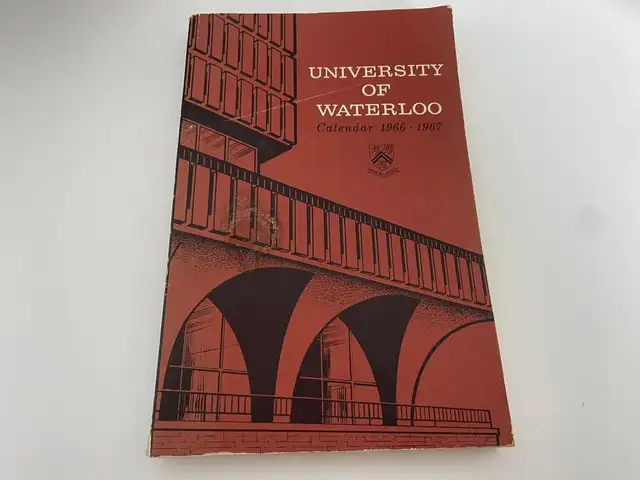 UNIVERSITY
OF
WATERLOO
Calendar 1966 - 1967